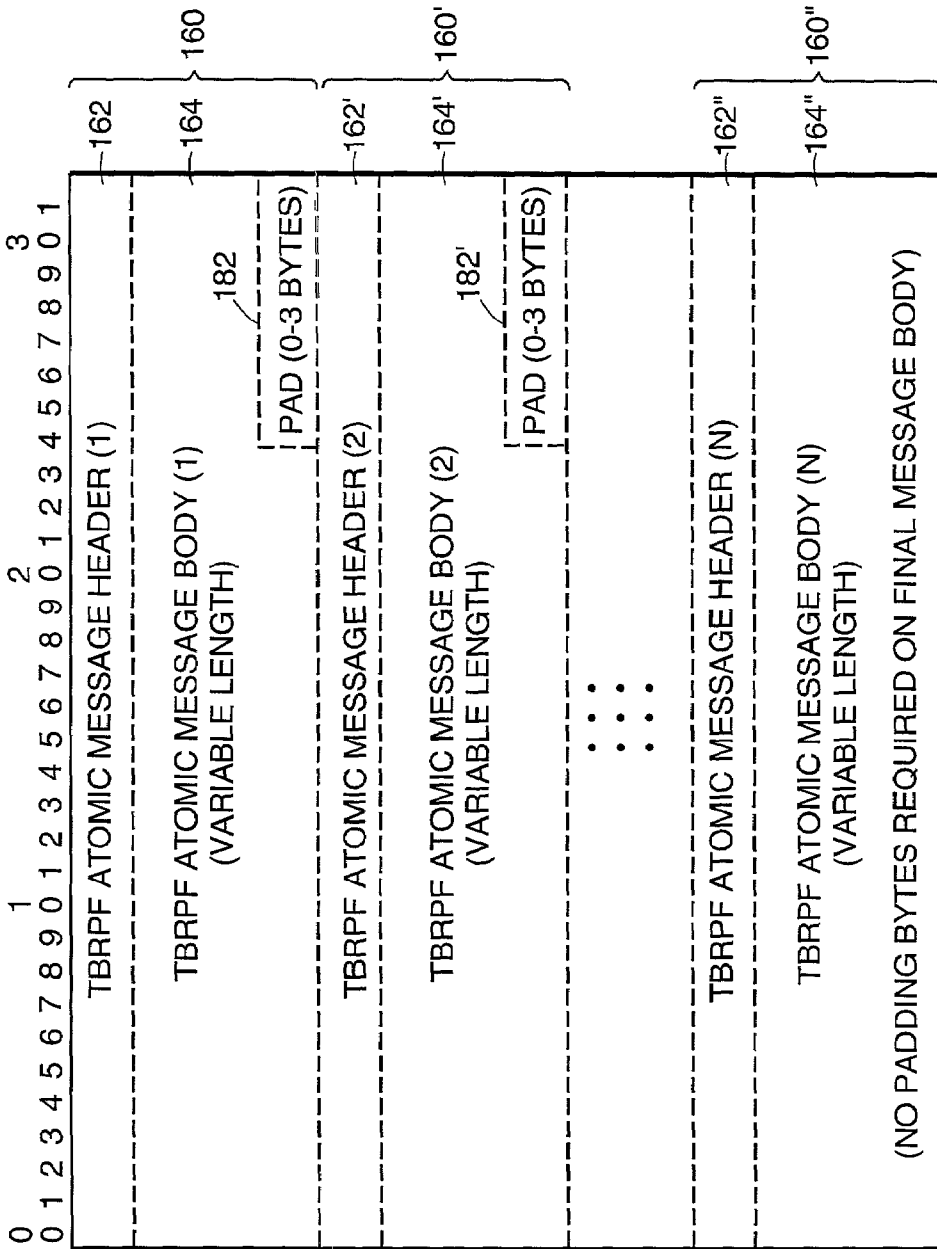 0 1 2 3
0 1 2 3 4 5 6 7 8 9 0 1 2 3 4 5 6 7 8 9 0 1 2 3 4 5 6 7 8 9 0 1
TBRPF ATOMIC MESSAGE HEADER (1)
162
TBRPF ATOMIC MESSAGE BODY (1)
(VARIABLE LENGTH)
164
160
182
PAD (0-3 BYTES)
TBRPF ATOMIC MESSAGE HEADER (2)
162'
TBRPF ATOMIC MESSAGE BODY (2)
(VARIABLE LENGTH)
164'
160'
182'
PAD (0-3 BYTES)
TBRPF ATOMIC MESSAGE HEADER (N)
162"
TBRPF ATOMIC MESSAGE BODY (N)
(VARIABLE LENGTH)
164"
160"
(NO PADDING BYTES REQUIRED ON FINAL MESSAGE BODY)